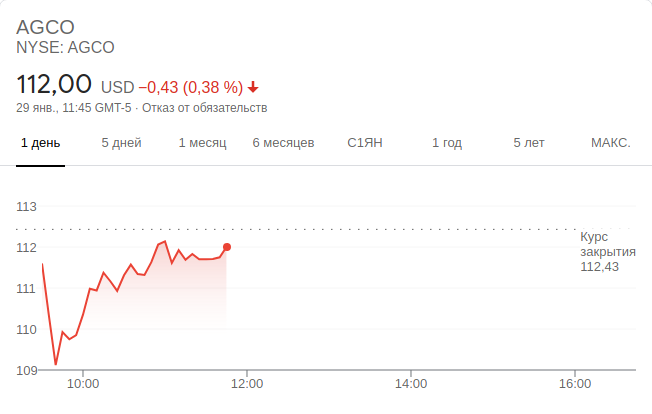 AGCO
NYSE: AGCO
112,00 USD −0,43 (0,38 %)
29 янв., 11:45 GMT-5 · Отказ от обязательств
1 день 5 дней 1 месяц 6 месяцев С1ЯН 1 год 5 лет МАКС.
113
112
111
110
109
Курс
закрытия
112,43
10:00 12:00 14:00 16:00